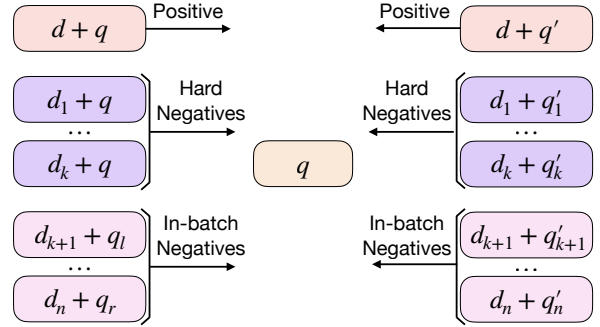 d + q
Positive
Positive
d + q′
d₁ + q
...
dₖ + q
Hard
Negatives
q
Hard
Negatives
d₁ + q′₁
...
dₖ + q′ₖ
dₖ₊₁ + qₗ
...
dₙ + qᵣ
In-batch
Negatives
In-batch
Negatives
dₖ₊₁ + q′ₖ₊₁
...
dₙ + q′ₙ